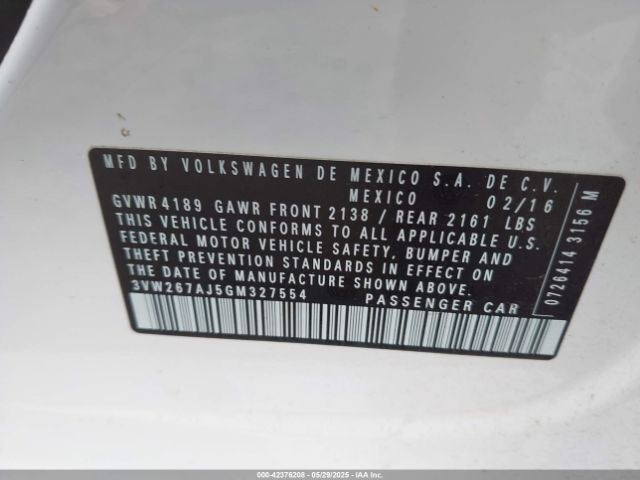 MFD BY VOLKSWAGEN DE MEXICO S.A. DE C.V.
MEXICO 02/16
GVWR 4189 GAWR FRONT 2138 / REAR 2161 LBS
THIS VEHICLE CONFORMS TO ALL APPLICABLE U.S.
FEDERAL MOTOR VEHICLE SAFETY, BUMPER AND
THEFT PREVENTION STANDARDS IN EFFECT ON
THE DATE OF MANUFACTURE SHOWN ABOVE.
3VW267AJ5GM327554 PASSENGER CAR
0726414 3156 M
000-42376208 - 05/29/2025 - IAA Inc.